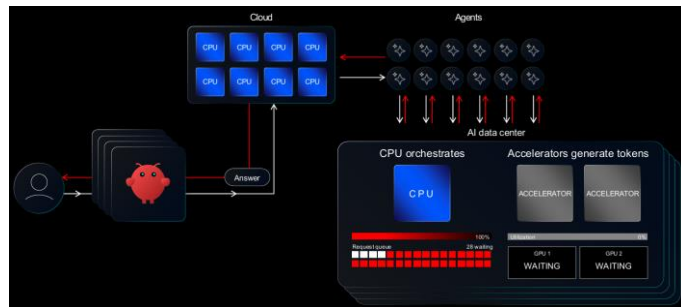 Cloud
Agents
CPU CPU CPU CPU
CPU CPU CPU CPU
AI data center
CPU orchestrates
Accelerators generate tokens
Answer
CPU
ACCELERATOR
ACCELERATOR
100%
Utilization
0%
Request queue
28 waiting
GPU 1
WAITING
GPU 2
WAITING